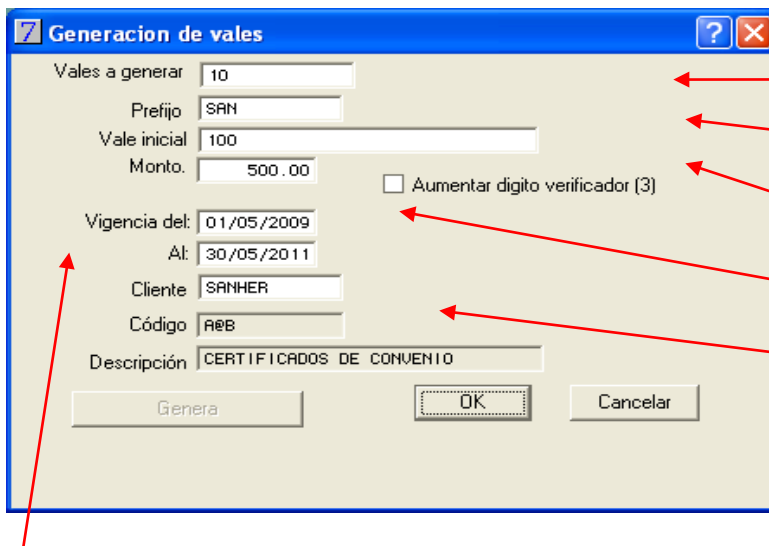 7 Generacion de vales ? X
Vales a generar 10
Prefijo SAN
Vale inicial 100
Monto. 500.00
Aumentar digito verificador (3)
Vigencia del: 01/05/2009
Al: 30/05/2011
Cliente SANHER
Código A@B
Descripción CERTIFICADOS DE CONVENIO
Genera OK Cancelar